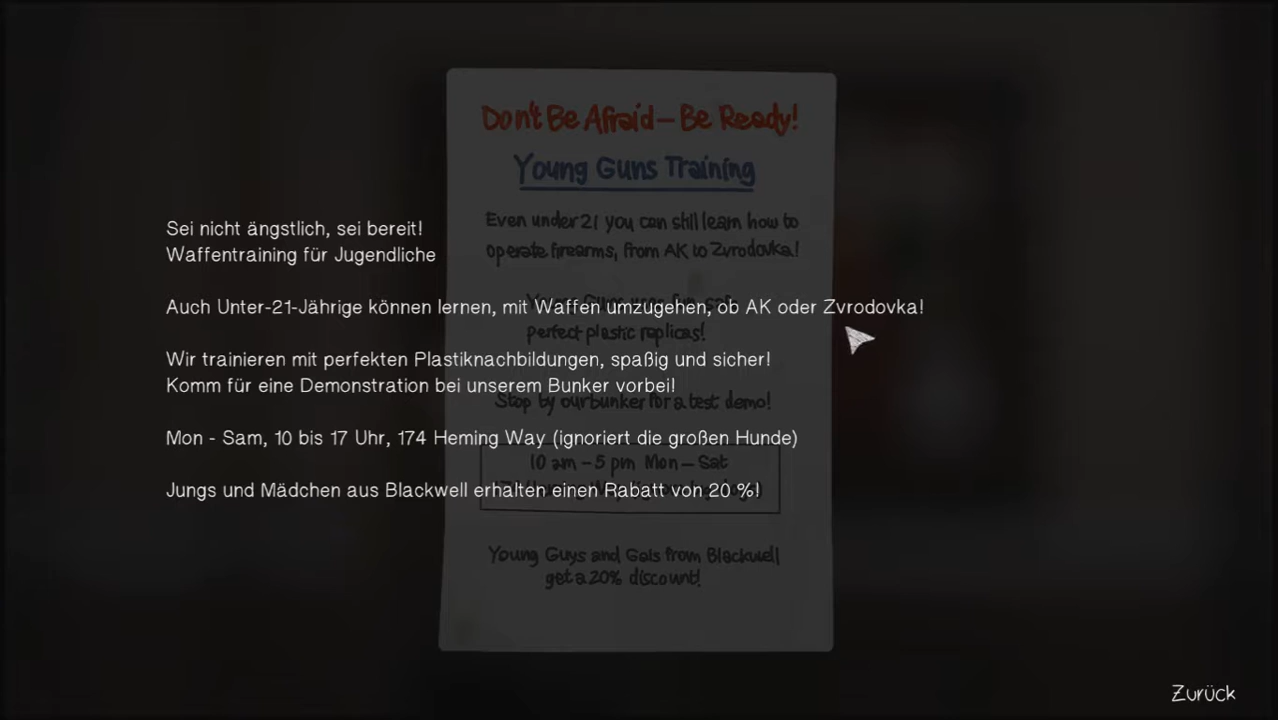 Don't Be Afraid – Be Ready!
Young Guns Training
Even under 21 you can still learn how to
operate firearms, from AK to Zvrodovka!
perfect plastic replicas!
Stop by our bunker for a test demo!
10 am – 5 pm Mon – Sat
Young Guys and Gals from Blackwell
get a 20% discount!
Sei nicht ängstlich, sei bereit!
Waffentraining für Jugendliche
Auch Unter-21-Jährige können lernen, mit Waffen umzugehen, ob AK oder Zvrodovka!
Wir trainieren mit perfekten Plastiknachbildungen, spaßig und sicher!
Komm für eine Demonstration bei unserem Bunker vorbei!
Mon - Sam, 10 bis 17 Uhr, 174 Heming Way (ignoriert die großen Hunde)
Jungs und Mädchen aus Blackwell erhalten einen Rabatt von 20 %!
Zurück